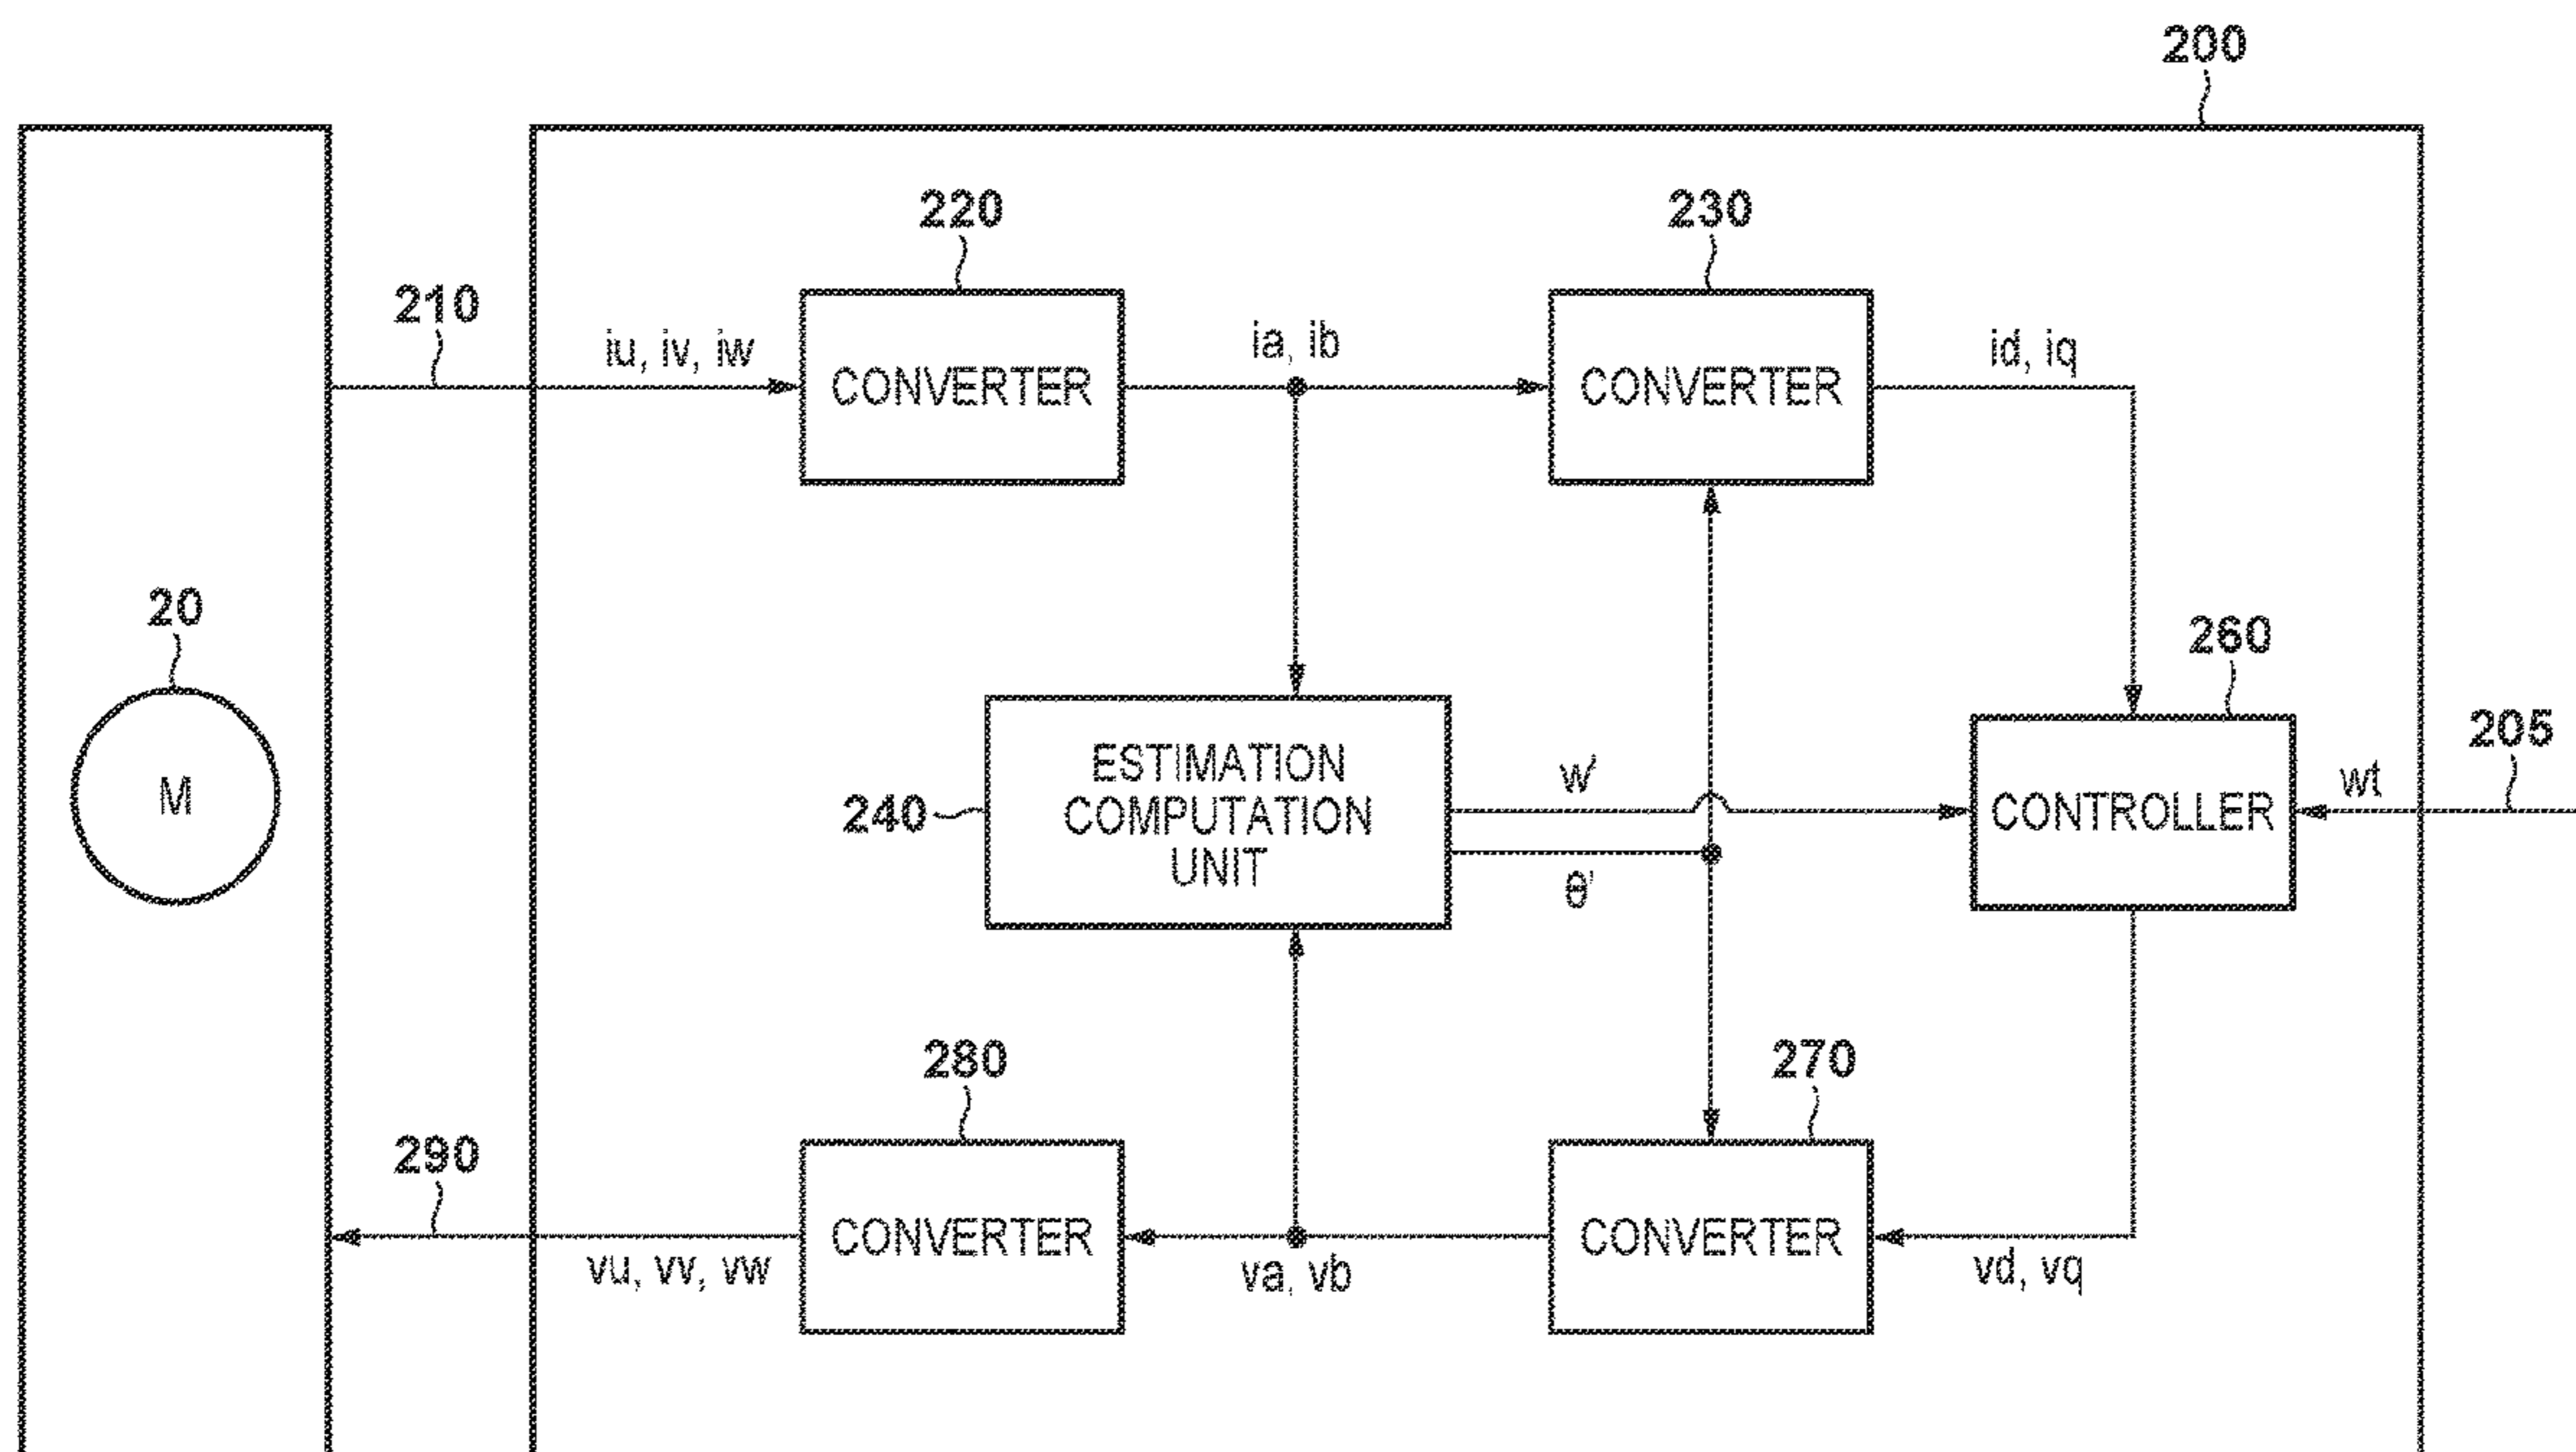 200
220
230
210
iu, iv, iw
ia, ib
id, iq
CONVERTER
CONVERTER
20
260
205
M
ESTIMATION
COMPUTATION
UNIT
240
w'
θ'
CONTROLLER
wt
280
270
290
CONVERTER
CONVERTER
vu, vv, vw
va, vb
vd, vq